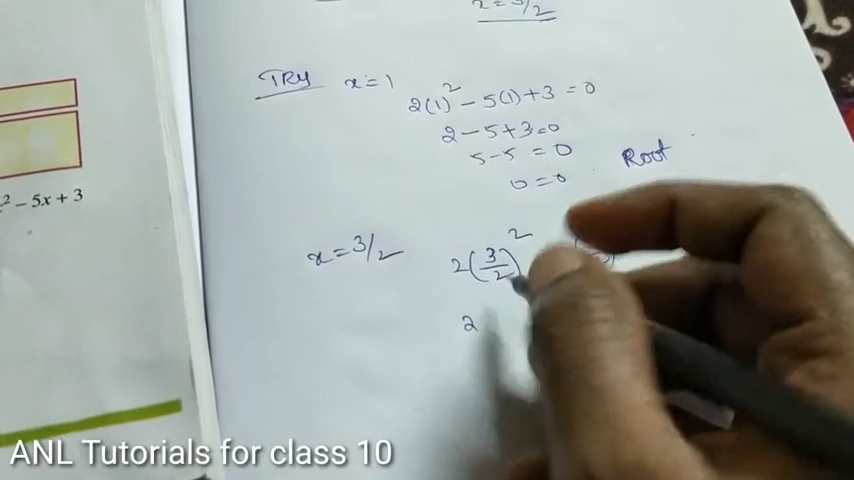 x = 3/2
TRY x = 1
2(1)² - 5(1) + 3 = 0
2 - 5 + 3 = 0
5 - 5 = 0
0 = 0 Root
² - 5x + 3
x = 3/2 2(3/2)²
2
ANL Tutorials for class 10